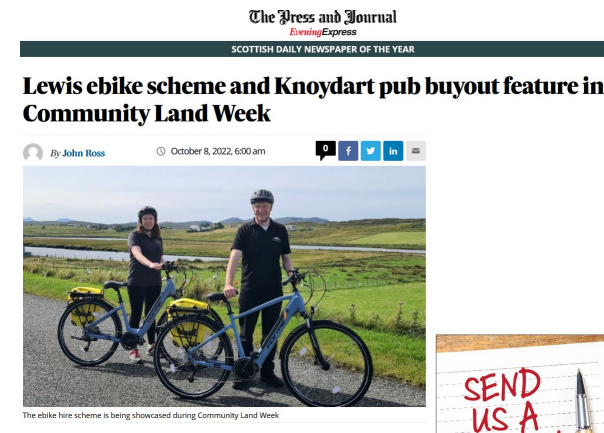 The Press and Journal
EveningExpress
SCOTTISH DAILY NEWSPAPER OF THE YEAR
Lewis ebike scheme and Knoydart pub buyout feature in
Community Land Week
By John Ross
October 8, 2022, 6:00 am
0
f
in
The ebike hire scheme is being showcased during Community Land Week
SEND
US A